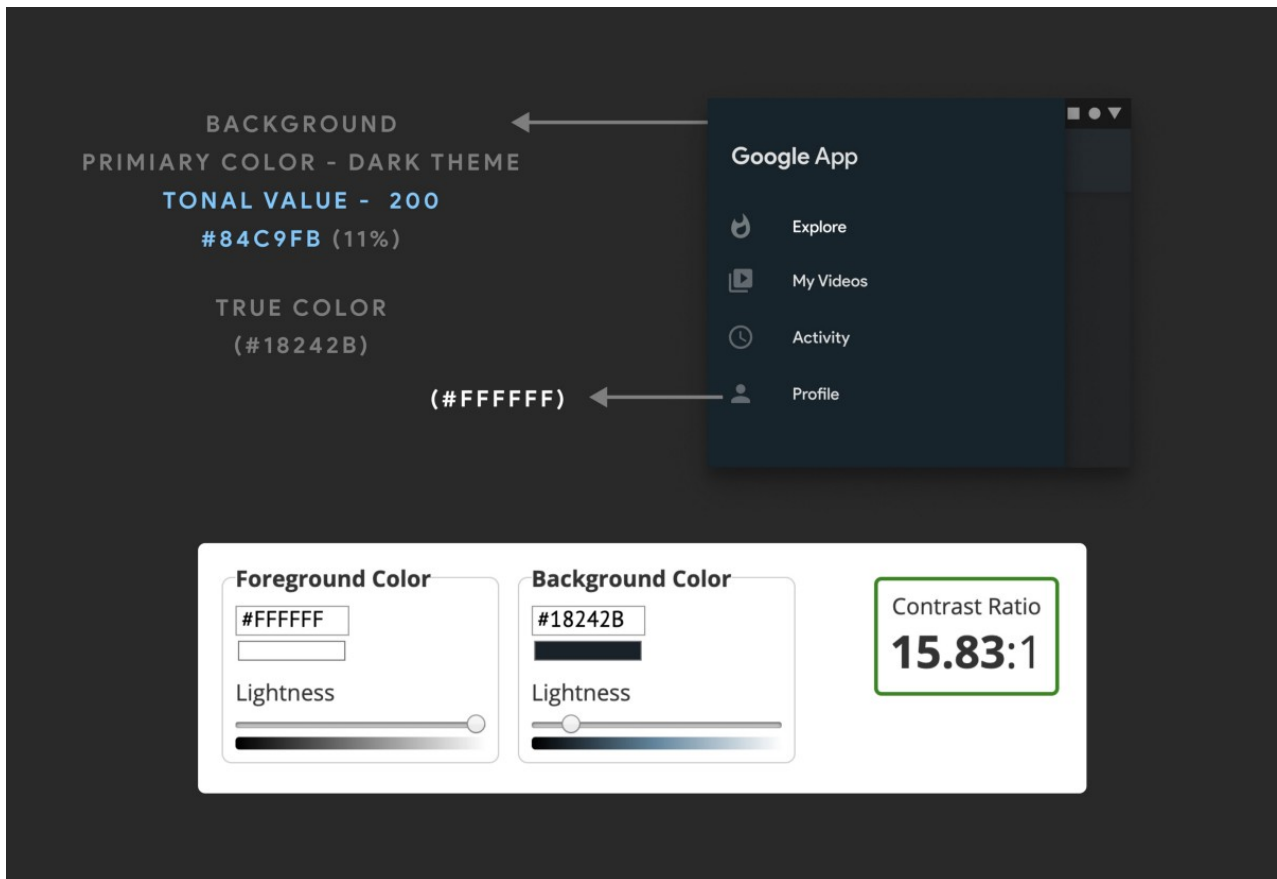 BACKGROUND
PRIMIARY COLOR - DARK THEME
TONAL VALUE - 200
#84C9FB (11%)
TRUE COLOR
(#18242B)
(#FFFFFF)
Google App
Explore
My Videos
Activity
Profile
Foreground Color
#FFFFFF
Lightness
Background Color
#18242B
Lightness
Contrast Ratio
15.83:1